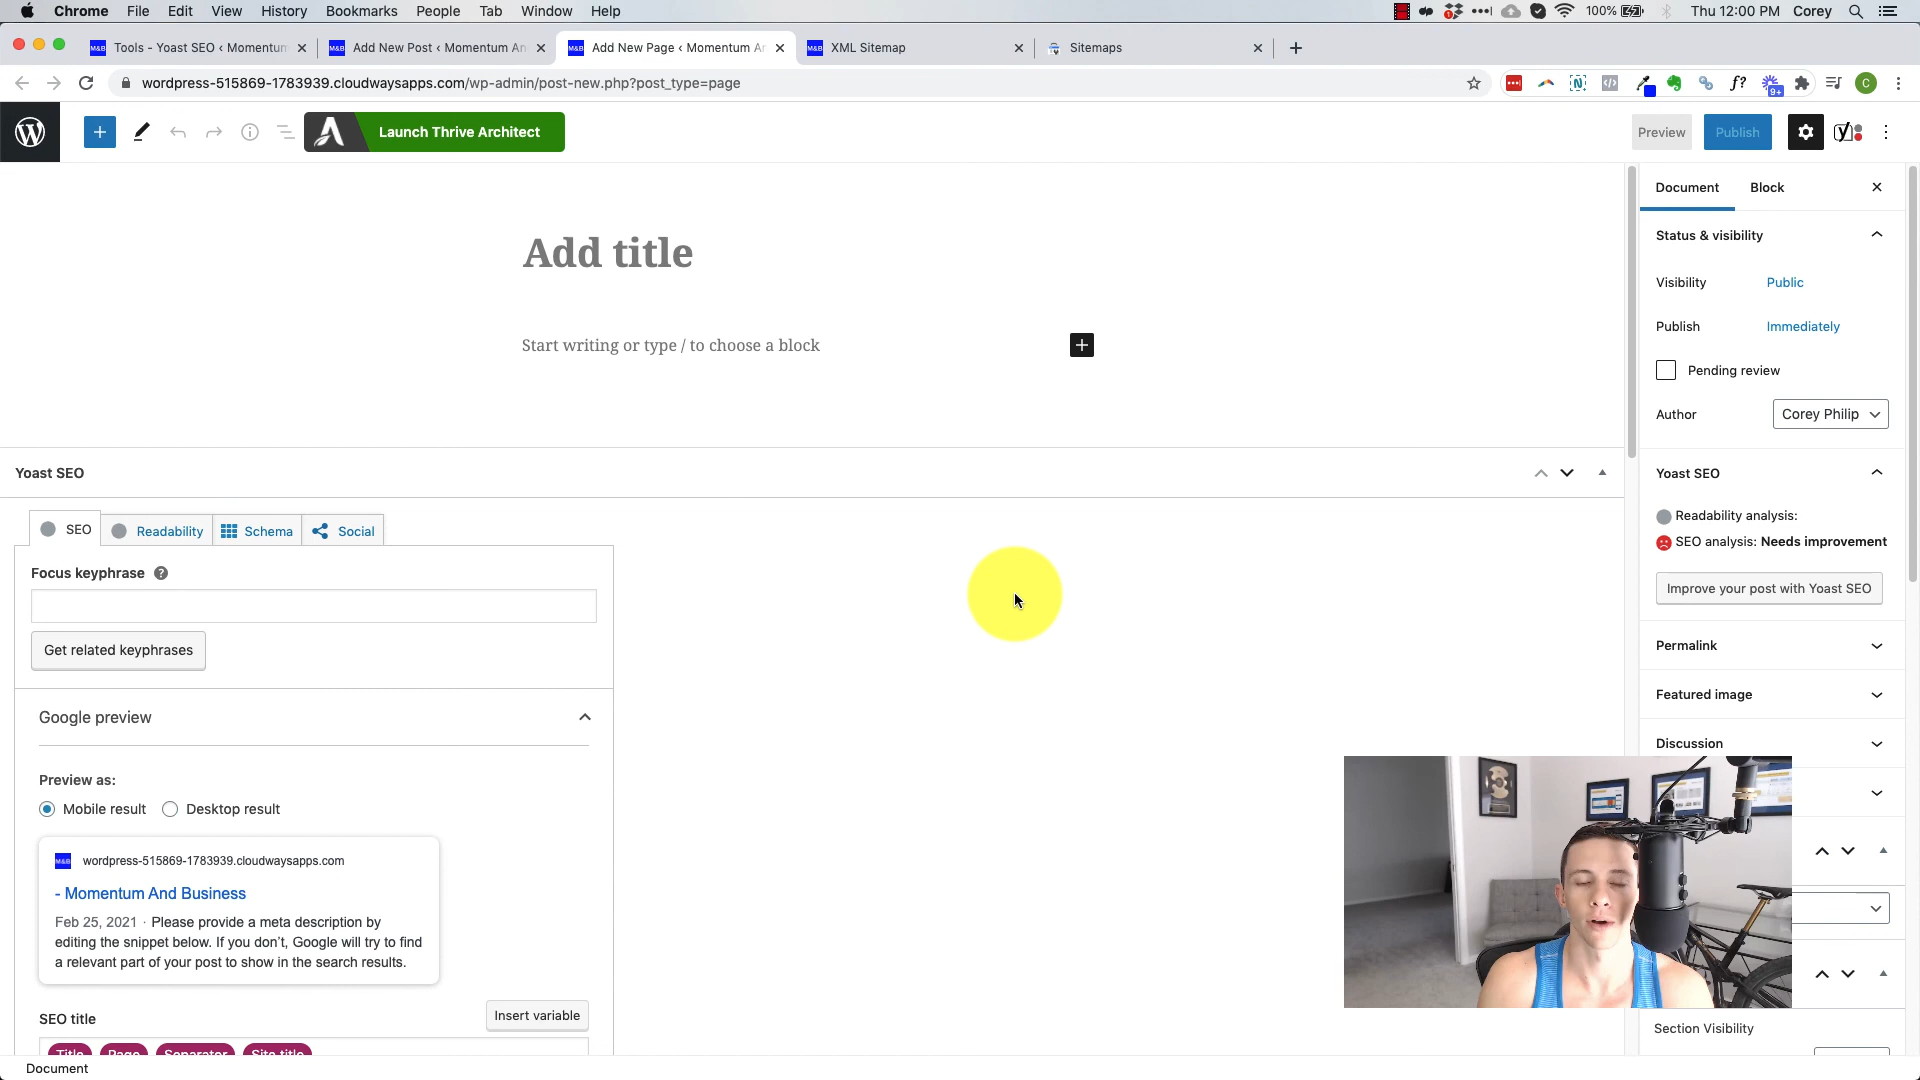 Chrome File Edit View History Bookmarks People Tab Window Help 100% Thu 12:00 PM Corey
M&B Tools - Yoast SEO ‹ Momentum
M&B Add New Post ‹ Momentum An
M&B Add New Page ‹ Momentum An
M&B XML Sitemap
Sitemaps
wordpress-515869-1783939.cloudwaysapps.com/wp-admin/post-new.php?post_type=page
f?
9+
C
Launch Thrive Architect
Preview
Publish
Add title
Start writing or type / to choose a block
Yoast SEO
SEO
Readability
Schema
Social
Focus keyphrase ?
Get related keyphrases
Google preview
Preview as:
Mobile result
Desktop result
M&B wordpress-515869-1783939.cloudwaysapps.com
- Momentum And Business
Feb 25, 2021 · Please provide a meta description by
editing the snippet below. If you don't, Google will try to find
a relevant part of your post to show in the search results.
SEO title
Insert variable
Title Page Separator Site title
Document
Document
Block
Status & visibility
Visibility Public
Publish Immediately
Pending review
Author Corey Philip
Yoast SEO
Readability analysis:
SEO analysis: Needs improvement
Improve your post with Yoast SEO
Permalink
Featured image
Discussion
Section Visibility